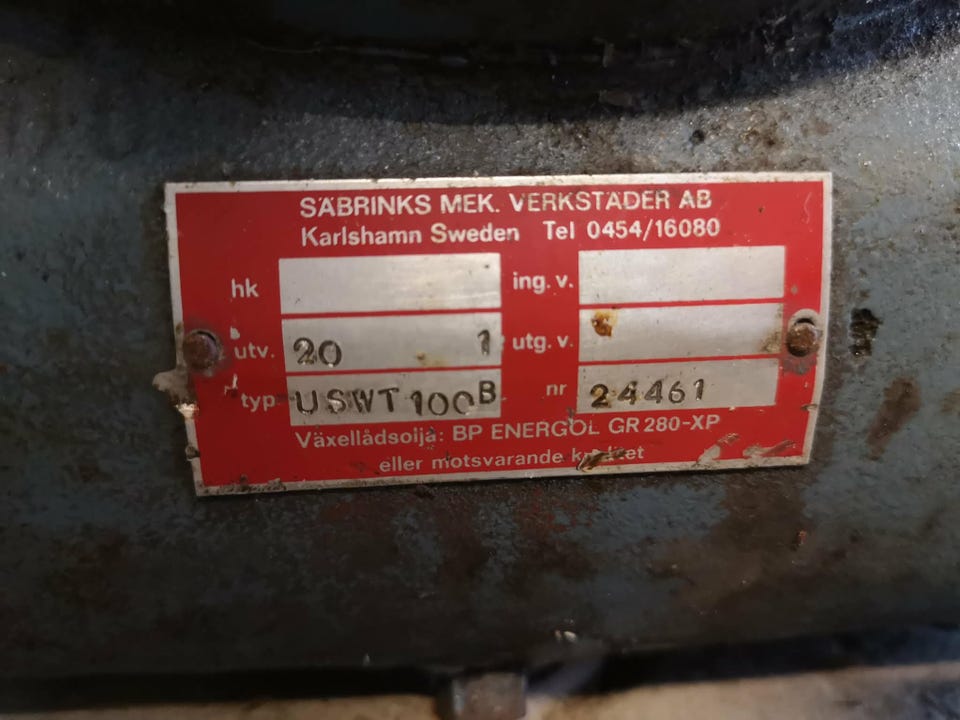 SÄBRINKS MEK. VERKSTÄDER AB
Karlshamn Sweden Tel 0454/16080
hk ing. v.
utv. 20 1 utg. v.
typ USWT 100B nr 24461
Växellådsolja: BP ENERGOL GR 280-XP
eller motsvarande